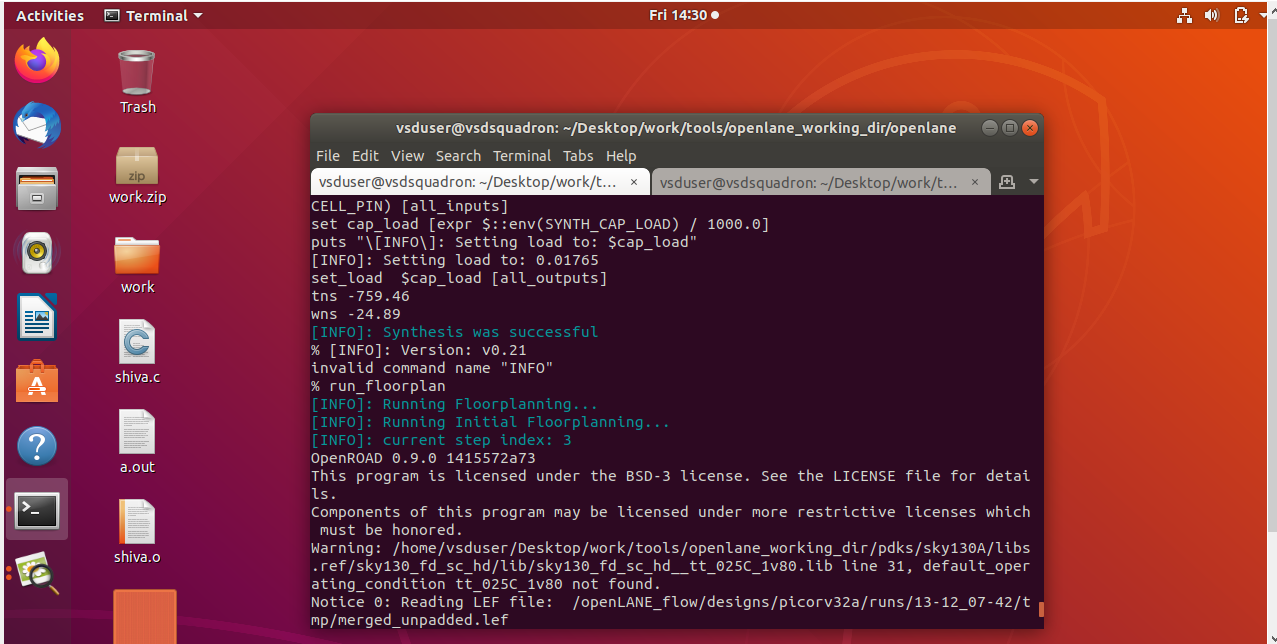 Activities
Terminal
Fri 14:30
Trash
zip
work.zip
work
shiva.c
a.out
shiva.o
vsduser@vsdsquadron: ~/Desktop/work/tools/openlane_working_dir/openlane
File Edit View Search Terminal Tabs Help
vsduser@vsdsquadron: ~/Desktop/work/t... × vsduser@vsdsquadron: ~/Desktop/work/t... ×
CELL_PIN) [all_inputs]
set cap_load [expr $::env(SYNTH_CAP_LOAD) / 1000.0]
puts "\[INFO\]: Setting load to: $cap_load"
[INFO]: Setting load to: 0.01765
set_load  $cap_load [all_outputs]
tns -759.46
wns -24.89
[INFO]: Synthesis was successful
% [INFO]: Version: v0.21
invalid command name "INFO"
% run_floorplan
[INFO]: Running Floorplanning...
[INFO]: Running Initial Floorplanning...
[INFO]: current step index: 3
OpenROAD 0.9.0 1415572a73
This program is licensed under the BSD-3 license. See the LICENSE file for detai
ls.
Components of this program may be licensed under more restrictive licenses which
 must be honored.
Warning: /home/vsduser/Desktop/work/tools/openlane_working_dir/pdks/sky130A/libs
.ref/sky130_fd_sc_hd/lib/sky130_fd_sc_hd__tt_025C_1v80.lib line 31, default_oper
ating_condition tt_025C_1v80 not found.
Notice 0: Reading LEF file:  /openLANE_flow/designs/picorv32a/runs/13-12_07-42/t
mp/merged_unpadded.lef